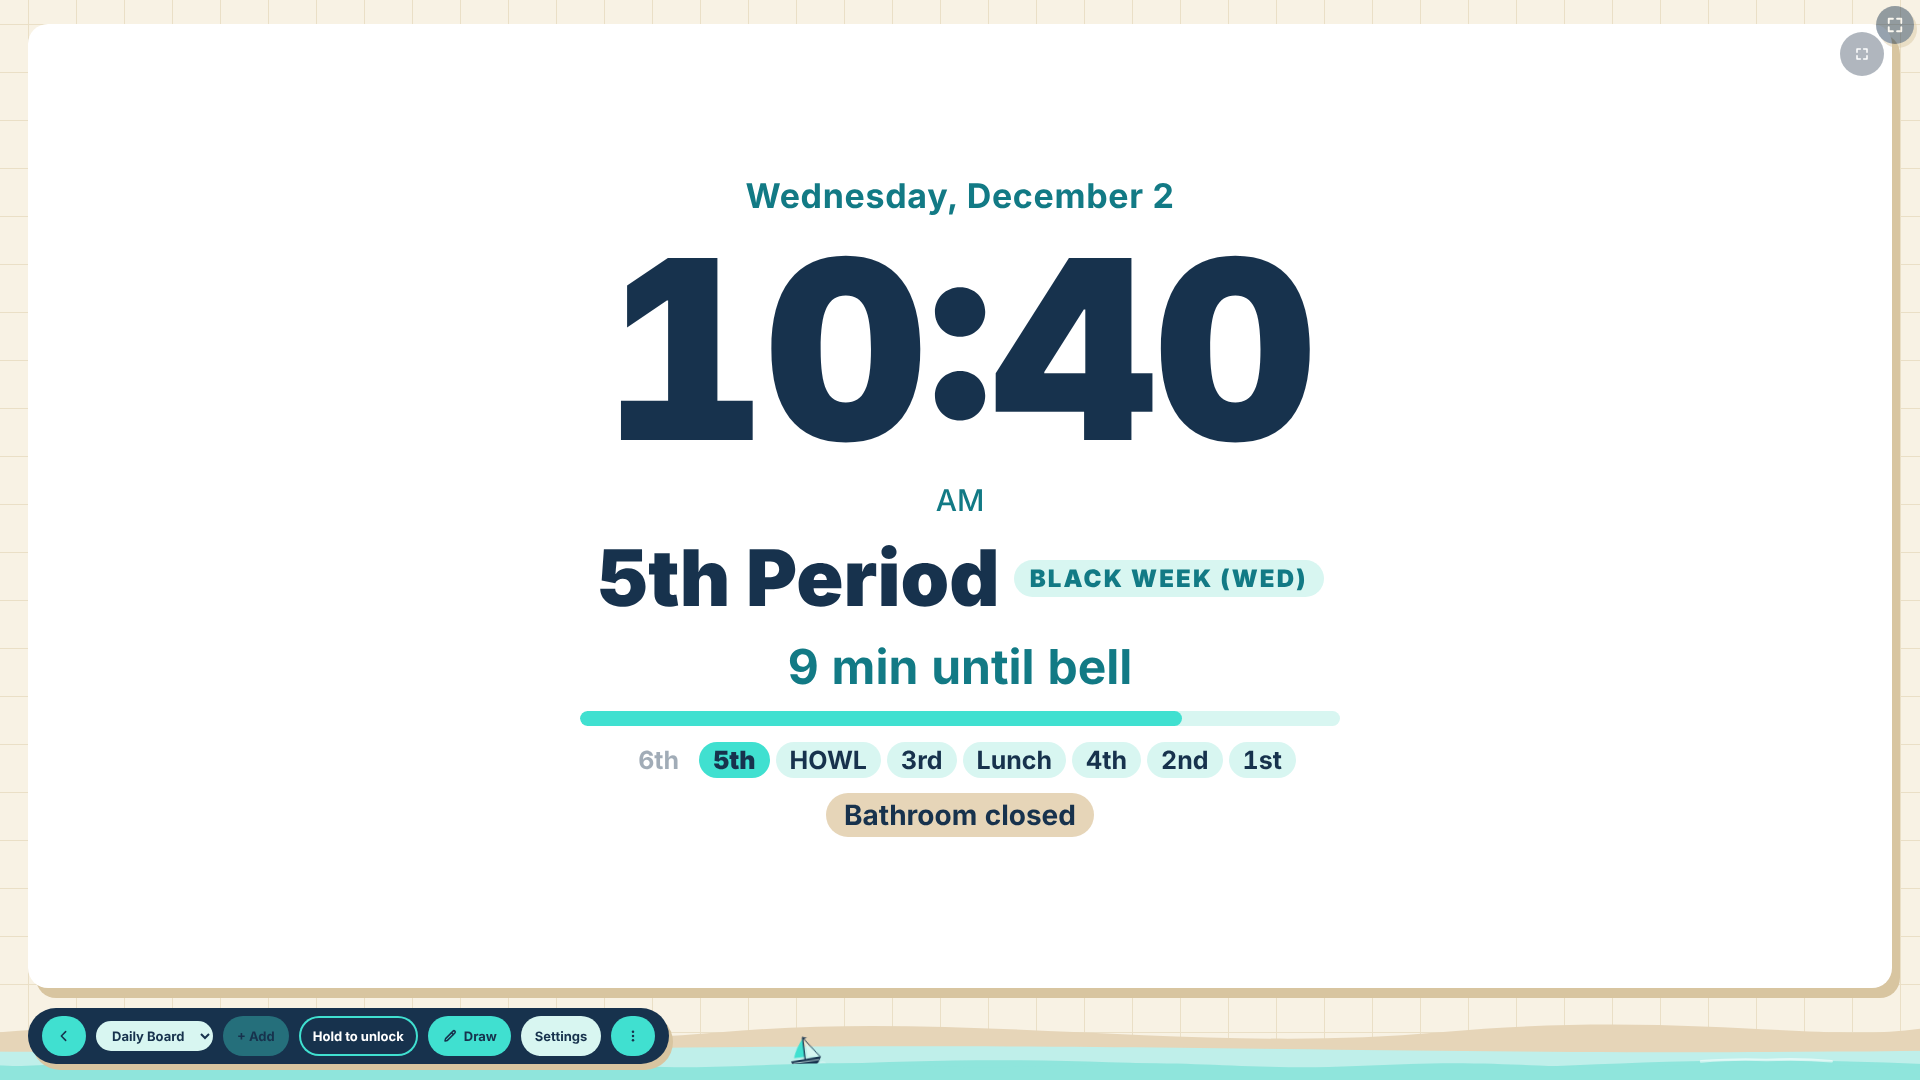 Wednesday, December 2
10:40
AM
5th Period BLACK WEEK (WED)
9 min until bell
6th 5th HOWL 3rd Lunch 4th 2nd 1st
Bathroom closed
Daily Board + Add Hold to unlock Draw Settings